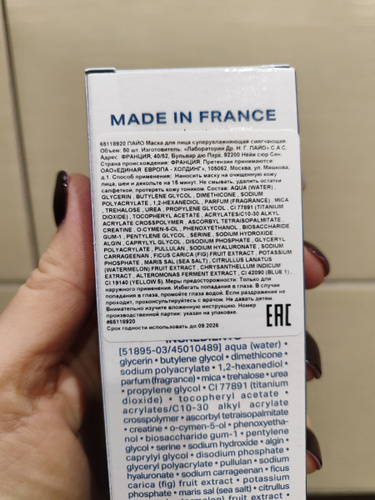 MADE IN FRANCE
65118920 ПАЙО Маска для лица суперувлажняющая смягчающая
Объем: 50 мл. Изготовитель: «Лаборатории Др. Н. Г. ПАЙО» С.А.С.
Адрес: ФРАНЦИЯ, 40/52, Бульвар дю Парк, 92200 Нёйи сюр Сен.
Страна происхождения: ФРАНЦИЯ. Претензии принимаются
ОАО«ЕДИНАЯ ЕВРОПА -ХОЛДИНГ», 105062, Москва, ул. Машкова,
д.1. Способ применения: Наносить маску на очищенную кожу
лица, шеи и декольте на 15 минут. Не смывать, удалить остатки
салфеткой. Протереть кожу тоником. Состав: AQUA (WATER) ,
GLYCERIN , BUTYLENE GLYCOL , DIMETHICONE , SODIUM
POLYACRYLATE , 1,2-HEXANEDIOL , PARFUM (FRAGRANCE) , MICA
, TREHALOSE , UREA , PROPYLENE GLYCOL , CI 77891 (TITANIUM
DIOXIDE) , TOCOPHERYL ACETATE , ACRYLATES/C10-30 ALKYL
ACRYLATE CROSSPOLYMER , ASCORBYL TETRAISOPALMITATE ,
CREATINE , O-CYMEN-5-OL , PHENOXYETHANOL , BIOSACCHARIDE
GUM-1 , PENTYLENE GLYCOL , SERINE , SODIUM HYDROXIDE ,
ALGIN , CAPRYLYL GLYCOL , DISODIUM PHOSPHATE , GLYCERYL
POLYACRYLATE , PULLULAN , SODIUM HYALURONATE , SODIUM
CARRAGEENAN , FICUS CARICA (FIG) FRUIT EXTRACT , POTASSIUM
PHOSPHATE , MARIS SAL (SEA SALT) , CITRULLUS LANATUS
(WATERMELON) FRUIT EXTRACT , CHRYSANTHELLUM INDICUM
EXTRACT , ALTEROMONAS FERMENT EXTRACT , CI 42090 (BLUE 1) ,
CI 19140 (YELLOW 5). Меры предосторожности: Только для
наружного применения. Избегать попадания в глаза. В случае
попадания в глаза, промойте глаза водой. Если раздражение не
проходит, проконсультируйтесь с врачом. Не давать детям
Внимательно изучите вложенную инструкцию. Номер
производственной партии: указан на упаковке.
#65118920
Срок годности использовать до 09.2026
EAC
INGREDIENTS
[51895-03/45010489] aqua (water) •
glycerin • butylene glycol • dimethicone •
sodium polyacrylate • 1,2-hexanediol •
parfum (fragrance) • mica • trehalose • urea
• propylene glycol • CI 77891 (titanium
dioxide) • tocopheryl acetate •
acrylates/C10-30 alkyl acrylate
crosspolymer • ascorbyl tetraisopalmitate
• creatine • o-cymen-5-ol • phenoxyetha-
nol • biosaccharide gum-1 • pentylene
glycol • serine • sodium hydroxide • algin •
caprylyl glycol • disodium phosphate •
glyceryl polyacrylate • pullulan • sodium
hyaluronate • sodium carrageenan • ficus
carica (fig) fruit extract • potassium
phosphate • maris sal (sea salt) • citrullus